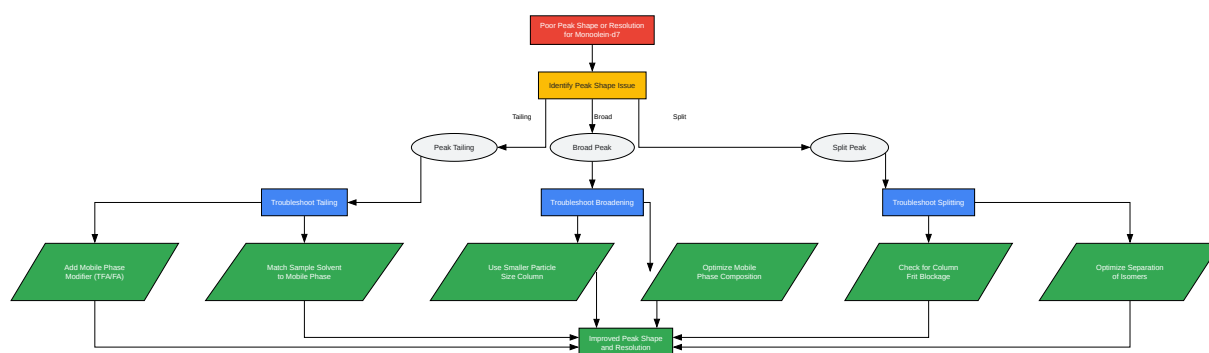 Poor Peak Shape or Resolution
for Monoolein-d7
Identify Peak Shape Issue
Tailing
Broad
Split
Peak Tailing
Broad Peak
Split Peak
Troubleshoot Tailing
Troubleshoot Broadening
Troubleshoot Splitting
Add Mobile Phase
Modifier (TFA/FA)
Match Sample Solvent
to Mobile Phase
Use Smaller Particle
Size Column
Optimize Mobile
Phase Composition
Check for Column
Frit Blockage
Optimize Separation
of Isomers
Improved Peak Shape
and Resolution